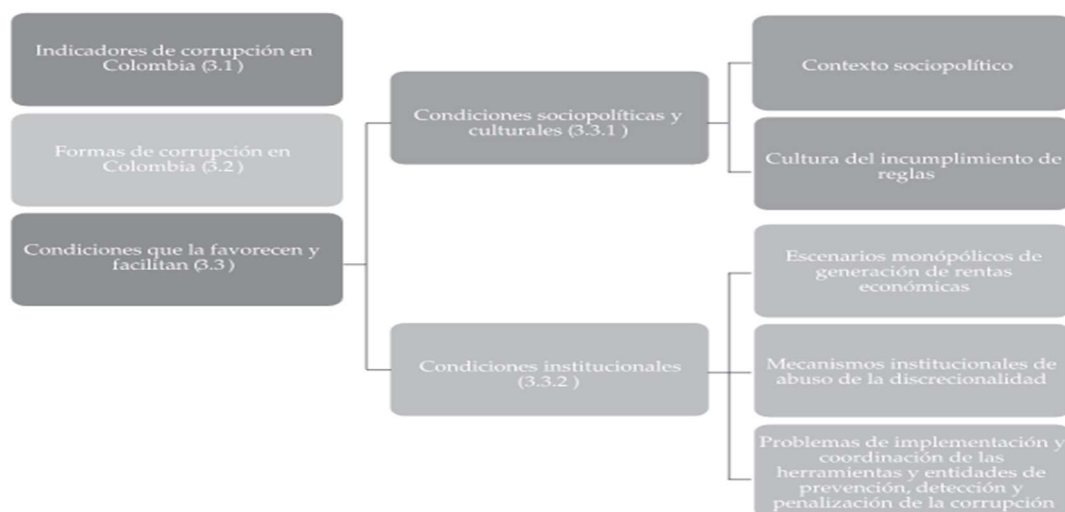 Indicadores de corrupción en
Colombia (3.1)
Formas de corrupción en
Colombia (3.2)
Condiciones que la favorecen y
facilitan (3.3)
Condiciones sociopolíticas y
culturales (3.3.1)
Condiciones institucionales
(3.3.2)
Contexto sociopolítico
Cultura del incumplimiento de
reglas
Escenarios monópólicos de
generación de rentas
económicas
Mecanismos institucionales de
abuso de la discrecionalidad
Problemas de implementación y
coordinación de las
herramientas y entidades de
prevención, detección y
penalización de la corrupción